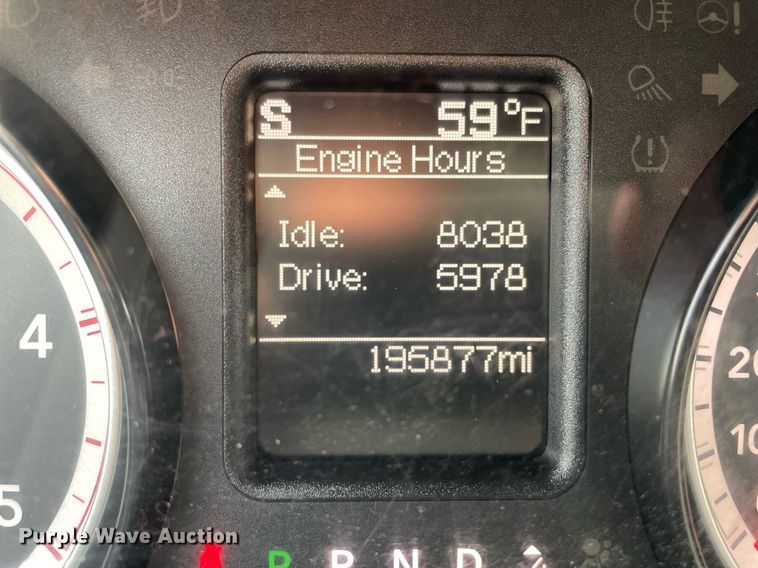 S 59°F
Engine Hours
Idle: 8038
Drive: 5978
195877mi
4
5
20
10
P R N D
Purple Wave Auction